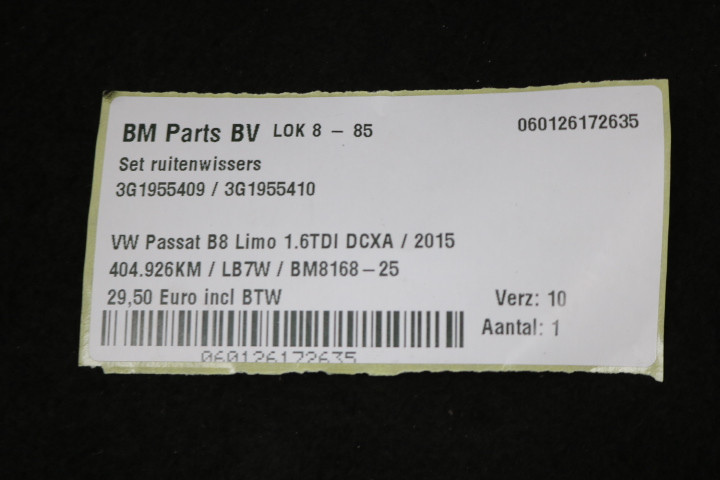 BM Parts BV LOK 8 - 85 060126172635
Set ruitenwissers
3G1955409 / 3G1955410
VW Passat B8 Limo 1.6TDI DCXA / 2015
404.926KM / LB7W / BM8168-25
29,50 Euro incl BTW Verz: 10
Aantal: 1
060126172635